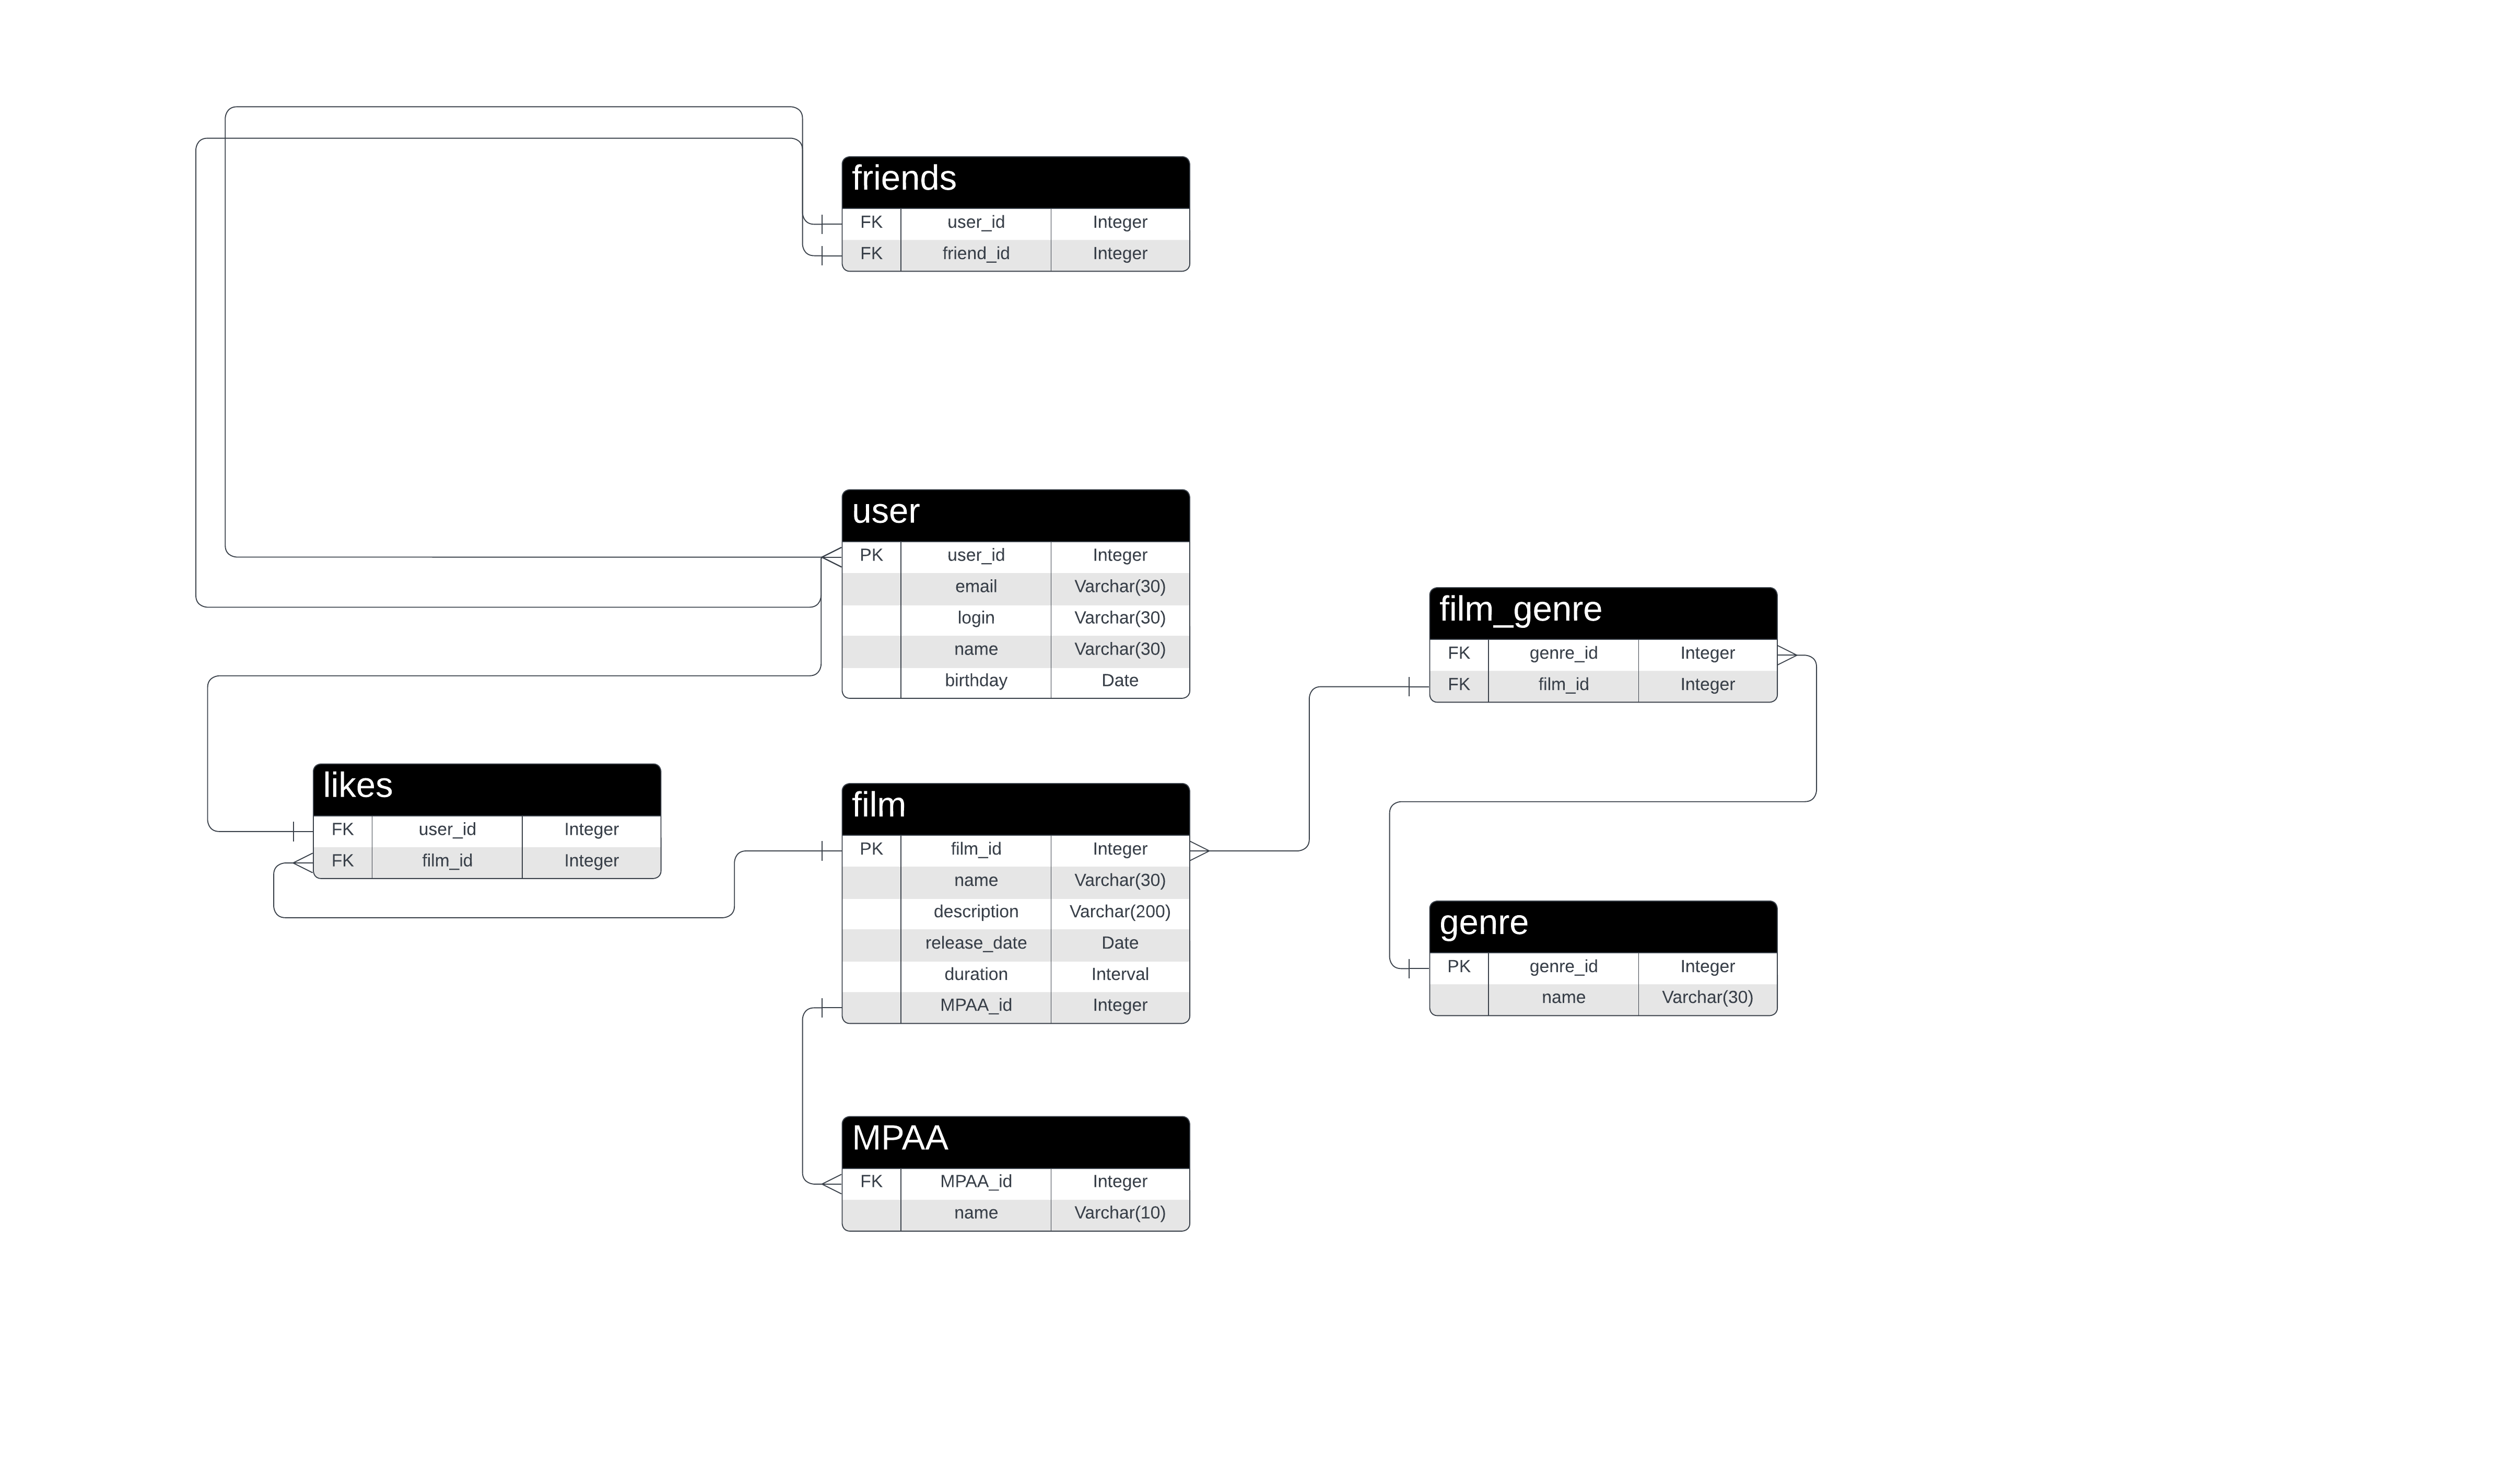 friends
FK user_id Integer
FK friend_id Integer
user
PK user_id Integer
email Varchar(30)
login Varchar(30)
name Varchar(30)
birthday Date
film_genre
FK genre_id Integer
FK film_id Integer
likes
FK user_id Integer
FK film_id Integer
film
PK film_id Integer
name Varchar(30)
description Varchar(200)
release_date Date
duration Interval
MPAA_id Integer
genre
PK genre_id Integer
name Varchar(30)
MPAA
FK MPAA_id Integer
name Varchar(10)